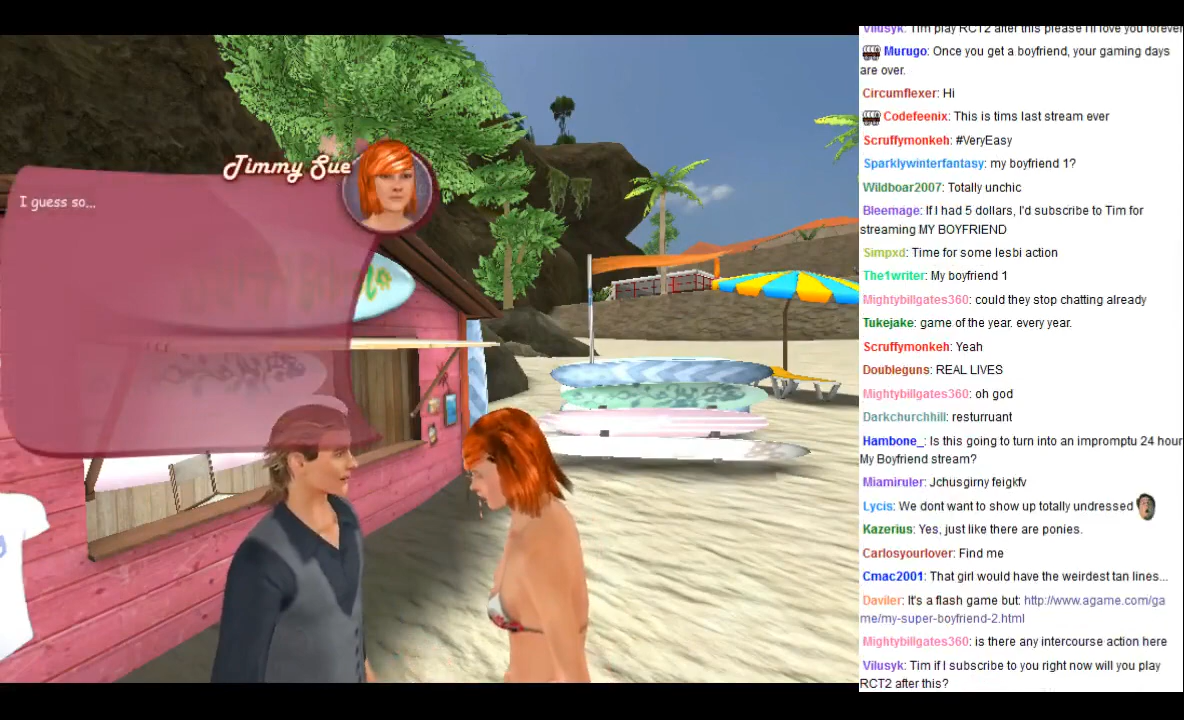 Timmy Sue
I guess so...
Vilusyk: Tim play RCT2 after this please I'll love you forever
Murugo: Once you get a boyfriend, your gaming days
are over.
Circumflexer: Hi
Codefeenix: This is tims last stream ever
Scruffymonkeh: #VeryEasy
Sparklywinterfantasy: my boyfriend 1?
Wildboar2007: Totally unchic
Bleemage: If I had 5 dollars, I'd subscribe to Tim for
streaming MY BOYFRIEND
Simpxd: Time for some lesbi action
The1writer: My boyfriend 1
Mightybillgates360: could they stop chatting already
Tukejake: game of the year. every year.
Scruffymonkeh: Yeah
Doubleguns: REAL LIVES
Mightybillgates360: oh god
Darkchurchhill: resturruant
Hambone_: Is this going to turn into an impromptu 24 hour
My Boyfriend stream?
Miamiruler: Jchusgirny feigkfv
Lycis: We dont want to show up totally undressed
Kazerius: Yes, just like there are ponies.
Carlosyourlover: Find me
Cmac2001: That girl would have the weirdest tan lines...
Daviler: It's a flash game but: http://www.agame.com/ga
me/my-super-boyfriend-2.html
Mightybillgates360: is there any intercourse action here
Vilusyk: Tim if I subscribe to you right now will you play
RCT2 after this?